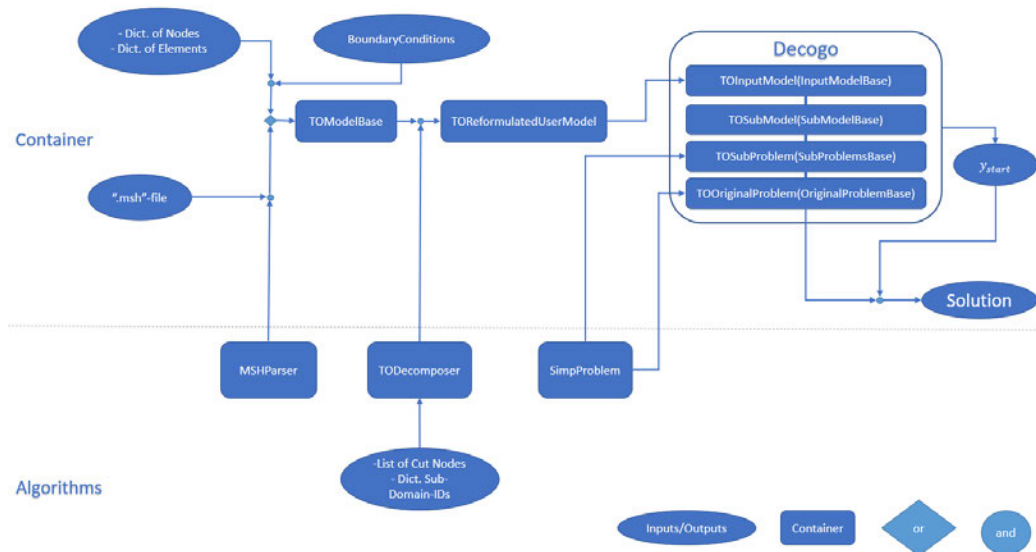 - Dict. of Nodes
- Dict. of Elements
BoundaryConditions
Decogo
TOInputModel(InputModelBase)
TOSubModel(SubModelBase)
TOSubProblem(SubProblemsBase)
TOOriginalProblem(OriginalProblemBase)
Container
TOModelBase
TOReformulatedUserModel
".msh"-file
y_start
Solution
MSHParser
TODecomposer
SimpProblem
-List of Cut Nodes
- Dict. Sub-
Domain-IDs
Algorithms
Inputs/Outputs
Container
or
and